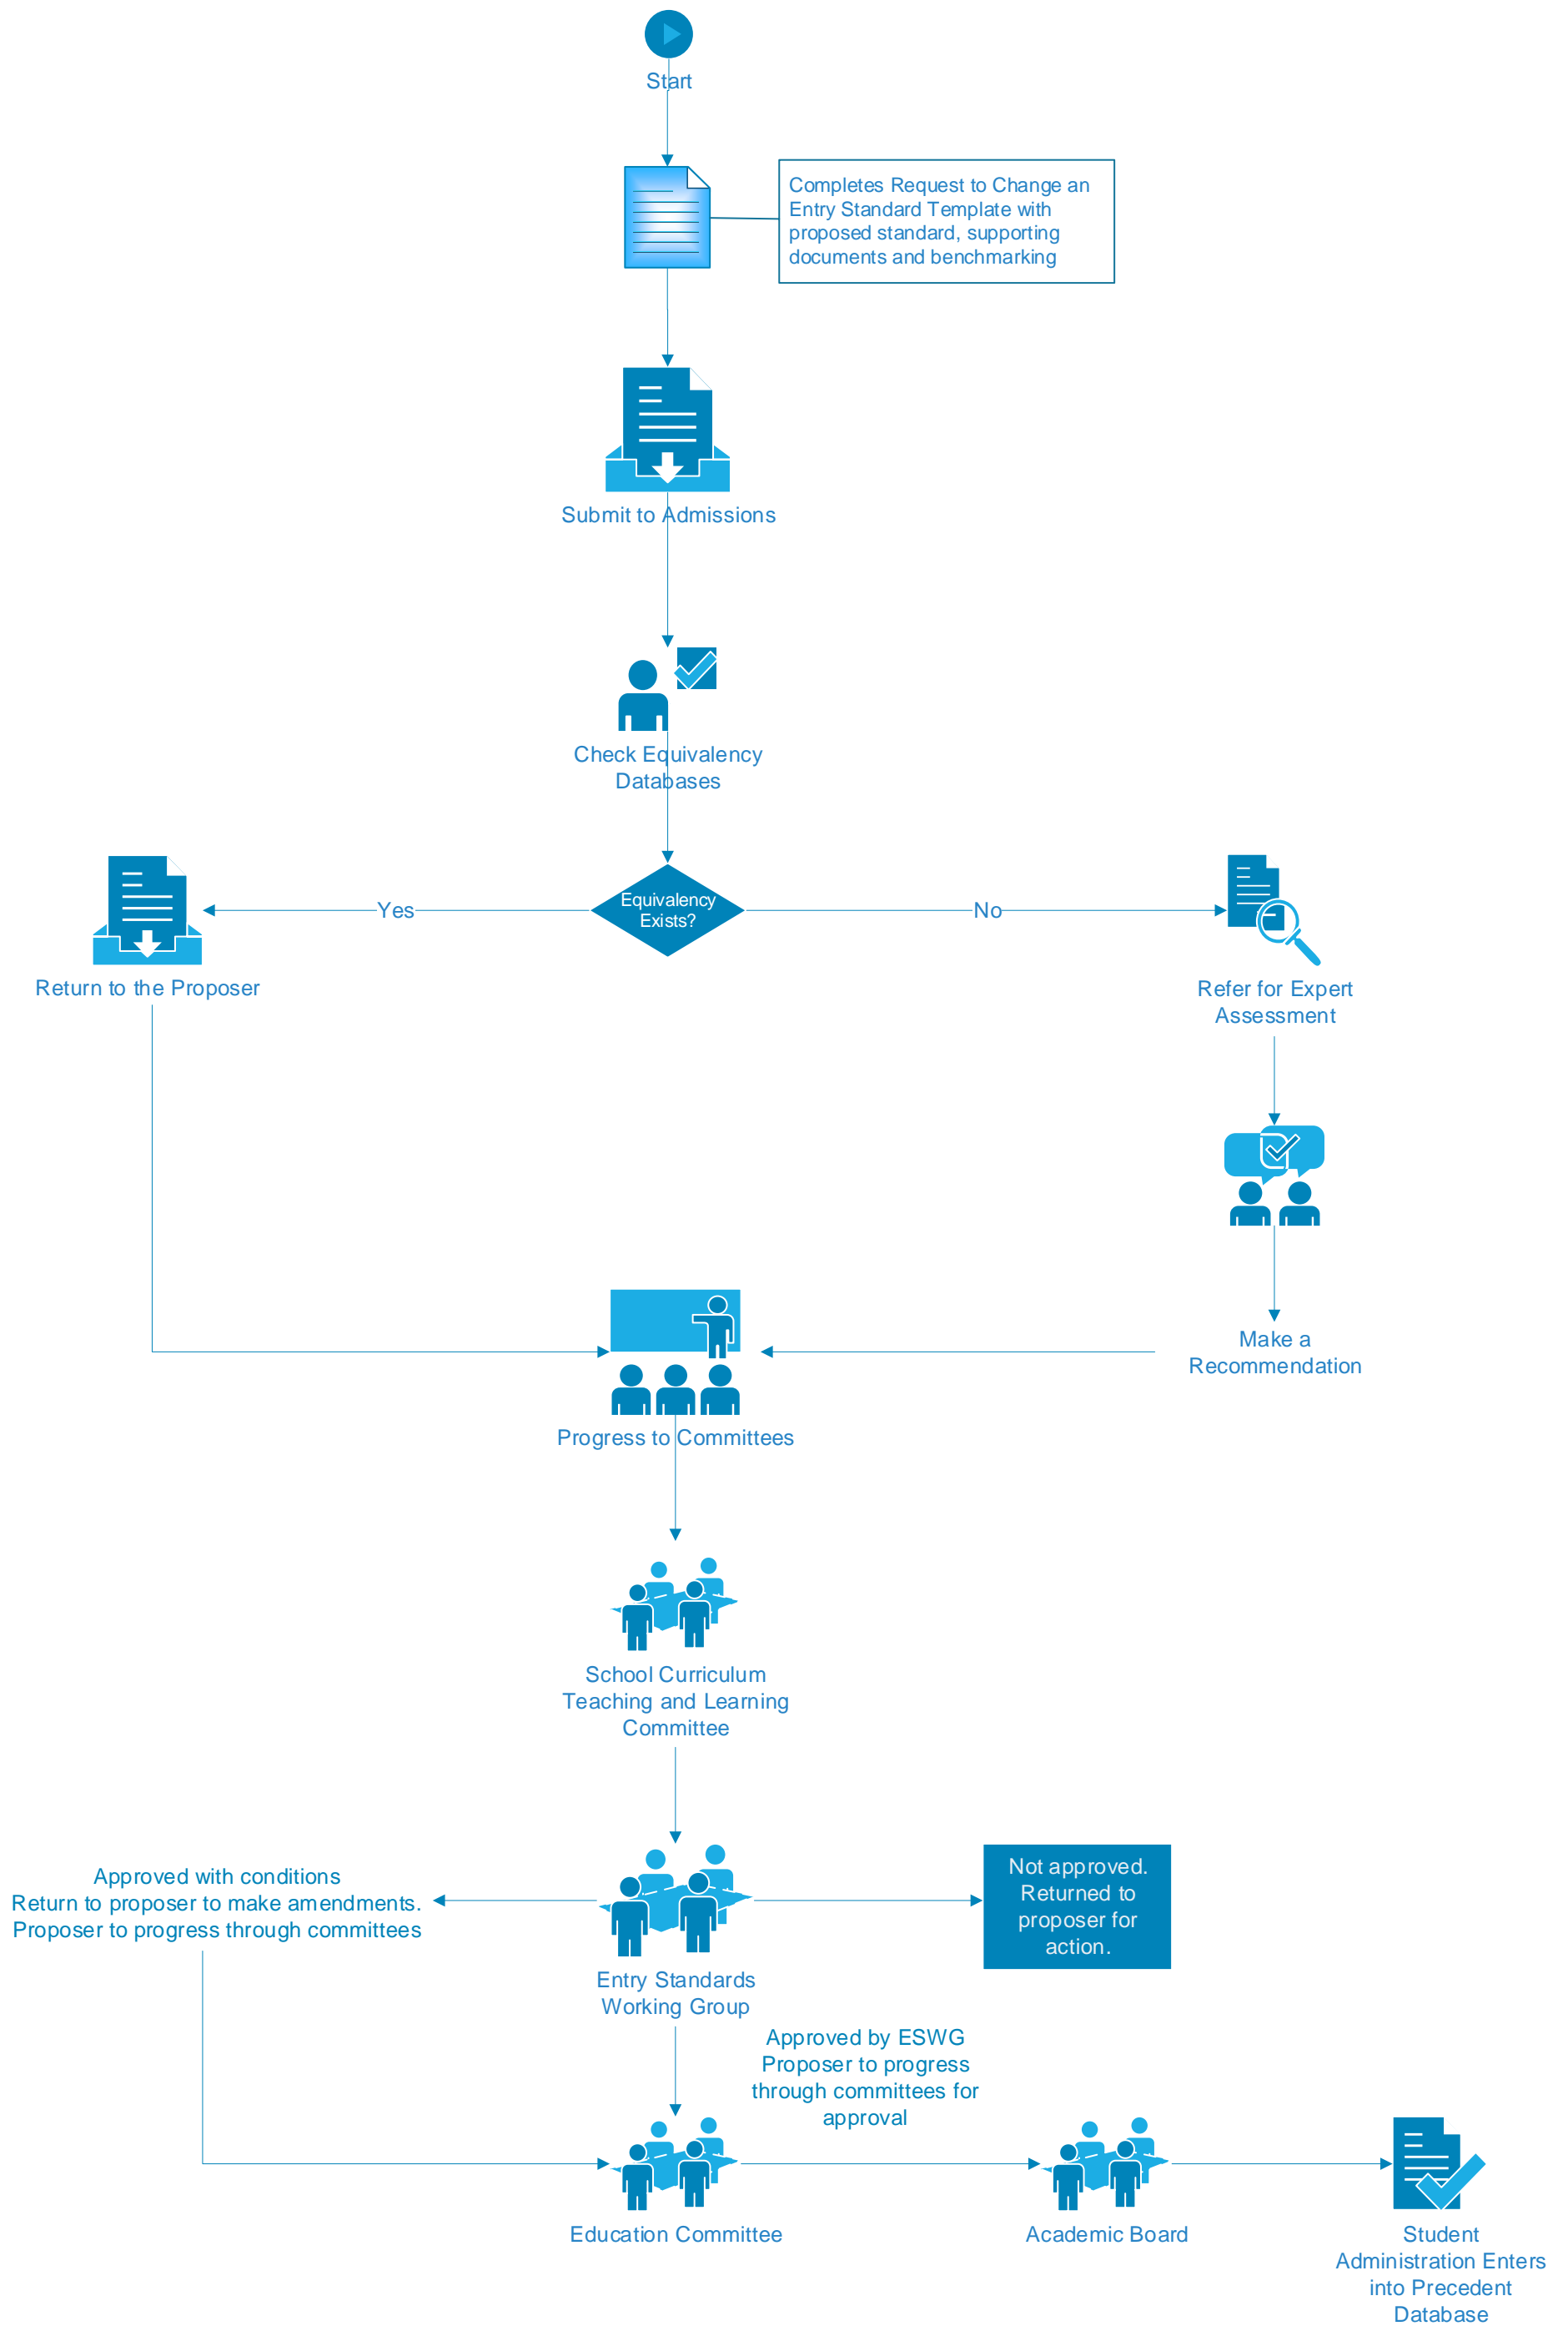 Start
Completes Request to Change an
Entry Standard Template with
proposed standard, supporting
documents and benchmarking
Submit to Admissions
Check Equivalency
Databases
Equivalency
Exists?
Yes
No
Return to the Proposer
Refer for Expert
Assessment
Make a
Recommendation
Progress to Committees
School Curriculum
Teaching and Learning
Committee
Approved with conditions
Return to proposer to make amendments.
Proposer to progress through committees
Not approved.
Returned to
proposer for
action.
Entry Standards
Working Group
Approved by ESWG
Proposer to progress
through committees for
approval
Education Committee
Academic Board
Student
Administration Enters
into Precedent
Database